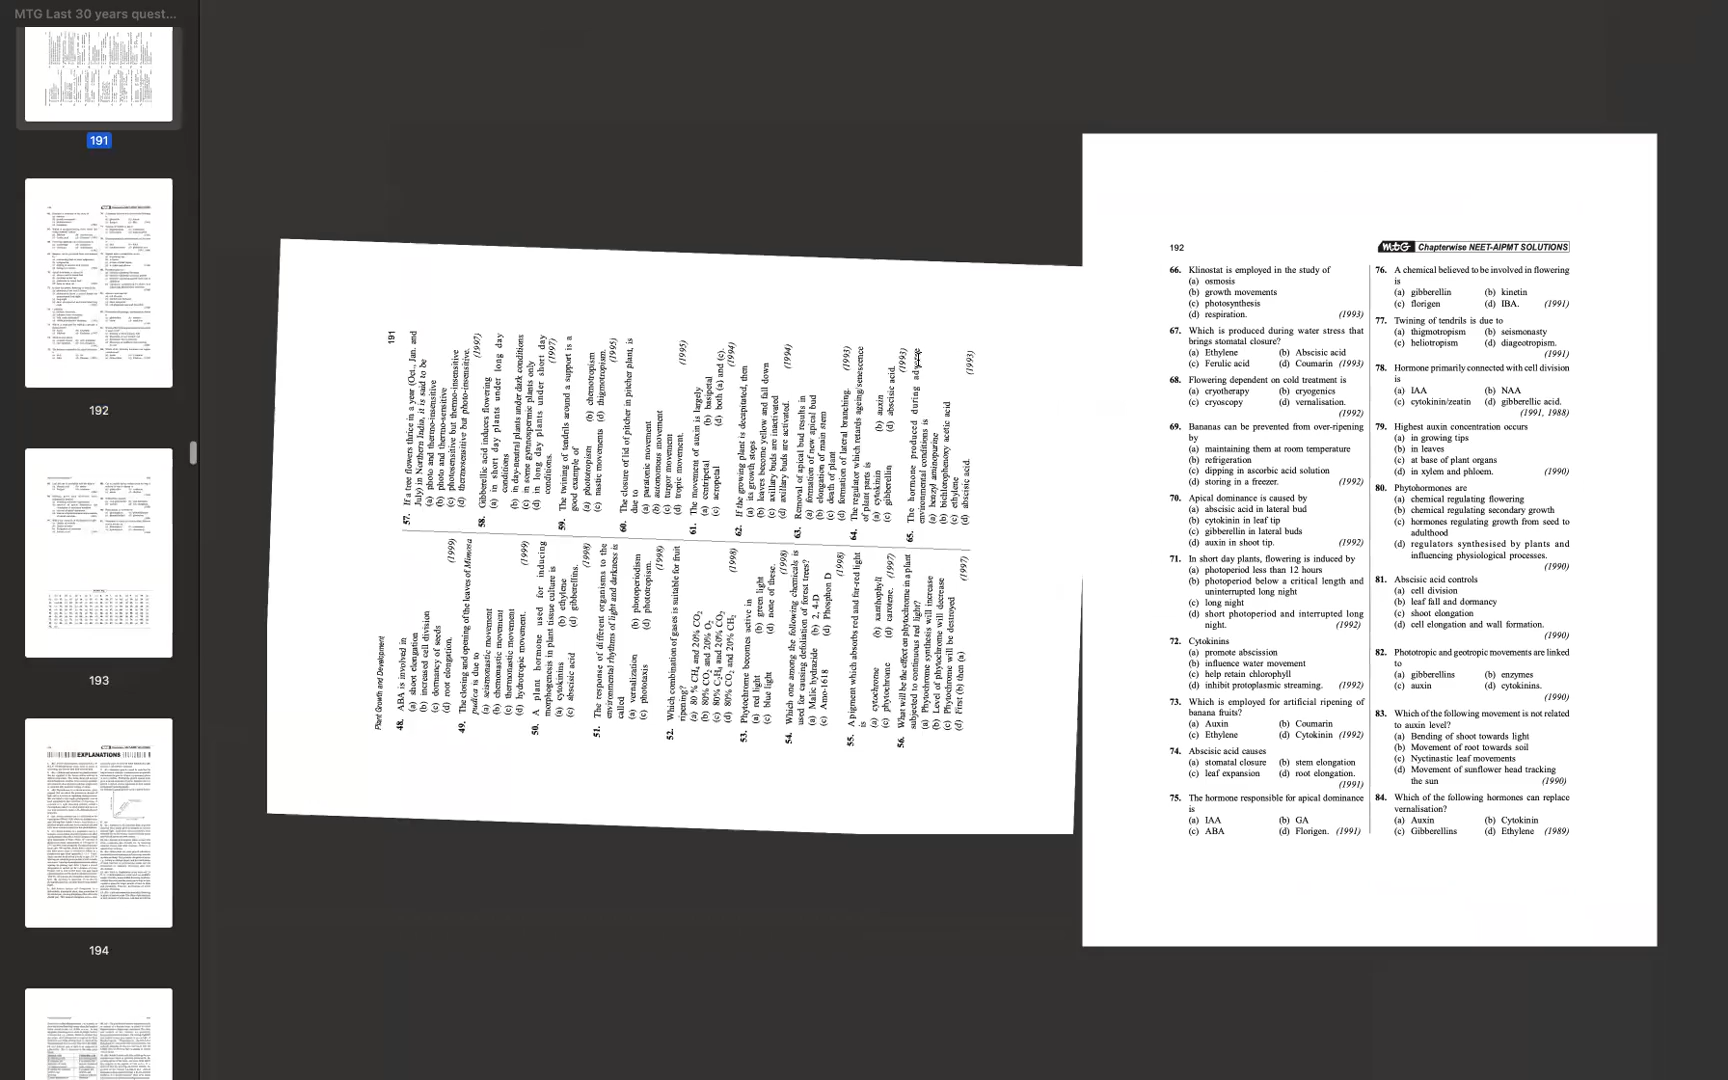 MTG Last 30 years quest...
191
192
193
194
EXPLANATIONS
Plant Growth and Development
191
48. ABA is involved in
(a) shoot elongation
(b) increased cell division
(c) dormancy of seeds
(d) root elongation. (1999)
49. The closing and opening of the leaves of Mimosa
pudica is due to
(a) seismonastic movement
(b) chemonastic movement
(c) thermonastic movement
(d) hydrotropic movement. (1999)
50. A plant hormone used for inducing
morphogenesis in plant tissue culture is
(a) cytokinins (b) ethylene
(c) abscisic acid (d) gibberellins. (1998)
51. The response of different organisms to the
environmental rhythms of light and darkness is
called
(a) vernalization (b) photoperiodism
(c) phototaxis (d) phototropism. (1998)
52. Which combination of gases is suitable for fruit
ripening?
(a) 80 % CH4 and 20% CO2
(b) 80% CO2 and 20% O2
(c) 80% C2H4 and 20% CO2
(d) 80% CO2 and 20% CH2 (1998)
53. Phytochrome becomes active in
(a) red light (b) green light
(c) blue light (d) none of these. (1998)
54. Which one among the following chemicals is
used for causing defoliation of forest trees?
(a) Malic hydrazide (b) 2, 4-D
(c) Amo-1618 (d) Phosphon D (1998)
55. A pigment which absorbs red and far-red light
is
(a) cytochrome (b) xanthophyll
(c) phytochrome (d) carotene. (1997)
56. What will be the effect on phytochrome in a plant
subjected to continuous red light?
(a) Phytochrome synthesis will increase
(b) Level of phytochrome will decrease
(c) Phytochrome will be destroyed
(d) First (b) then (a) (1997)
57. If a tree flowers thrice in a year (Oct., Jan. and
July) in Northern India, it is said to be
(a) photo and thermo-insensitive
(b) photo and thermo-sensitive
(c) photosensitive but thermo-insensitive
(d) thermosensitive but photo-insensitive. (1997)
58. Gibberellic acid induces flowering
(a) in short day plants under long day
conditions
(b) in day-neutral plants under dark conditions
(c) in some gymnospermic plants only
(d) in long day plants under short day
conditions. (1997)
59. The twining of tendrils around a support is a
good example of
(a) phototropism (b) chemotropism
(c) nastic movements (d) thigmotropism. (1995)
60. The closure of lid of pitcher in pitcher plant, is
due to
(a) paratonic movement
(b) autonomous movement
(c) turgor movement
(d) tropic movement. (1995)
61. The movement of auxin is largely
(a) centripetal (b) basipetal
(c) acropetal (d) both (a) and (c). (1994)
62. If the growing plant is decapitated, then
(a) its growth stops
(b) leaves become yellow and fall down
(c) axillary buds are inactivated
(d) axillary buds are activated. (1994)
63. Removal of apical bud results in
(a) formation of new apical bud
(b) elongation of main stem
(c) death of plant
(d) formation of lateral branching. (1993)
64. The regulator which retards ageing/senescence
of plant parts is
(a) cytokinin (b) auxin
(c) gibberellin (d) abscisic acid. (1993)
65. The hormone produced during adverse
environmental conditions is
(a) benzyl aminopurine
(b) bichlorophenoxy acetic acid
(c) ethylene
(d) abscisic acid. (1993)
192
mtG Chapterwise NEET-AIPMT SOLUTIONS
66. Klinostat is employed in the study of
(a) osmosis
(b) growth movements
(c) photosynthesis
(d) respiration. (1993)
67. Which is produced during water stress that
brings stomatal closure?
(a) Ethylene (b) Abscisic acid
(c) Ferulic acid (d) Coumarin (1993)
68. Flowering dependent on cold treatment is
(a) cryotherapy (b) cryogenics
(c) cryoscopy (d) vernalisation.
(1992)
69. Bananas can be prevented from over-ripening
by
(a) maintaining them at room temperature
(b) refrigeration
(c) dipping in ascorbic acid solution
(d) storing in a freezer. (1992)
70. Apical dominance is caused by
(a) abscisic acid in lateral bud
(b) cytokinin in leaf tip
(c) gibberellin in lateral buds
(d) auxin in shoot tip. (1992)
71. In short day plants, flowering is induced by
(a) photoperiod less than 12 hours
(b) photoperiod below a critical length and
uninterrupted long night
(c) long night
(d) short photoperiod and interrupted long
night. (1992)
72. Cytokinins
(a) promote abscission
(b) influence water movement
(c) help retain chlorophyll
(d) inhibit protoplasmic streaming. (1992)
73. Which is employed for artificial ripening of
banana fruits?
(a) Auxin (b) Coumarin
(c) Ethylene (d) Cytokinin (1992)
74. Abscisic acid causes
(a) stomatal closure (b) stem elongation
(c) leaf expansion (d) root elongation.
(1991)
75. The hormone responsible for apical dominance
is
(a) IAA (b) GA
(c) ABA (d) Florigen. (1991)
76. A chemical believed to be involved in flowering
is
(a) gibberellin (b) kinetin
(c) florigen (d) IBA. (1991)
77. Twining of tendrils is due to
(a) thigmotropism (b) seismonasty
(c) heliotropism (d) diageotropism.
(1991)
78. Hormone primarily connected with cell division
is
(a) IAA (b) NAA
(c) cytokinin/zeatin (d) gibberellic acid.
(1991, 1988)
79. Highest auxin concentration occurs
(a) in growing tips
(b) in leaves
(c) at base of plant organs
(d) in xylem and phloem. (1990)
80. Phytohormones are
(a) chemical regulating flowering
(b) chemical regulating secondary growth
(c) hormones regulating growth from seed to
adulthood
(d) regulators synthesised by plants and
influencing physiological processes.
(1990)
81. Abscisic acid controls
(a) cell division
(b) leaf fall and dormancy
(c) shoot elongation
(d) cell elongation and wall formation.
(1990)
82. Phototropic and geotropic movements are linked
to
(a) gibberellins (b) enzymes
(c) auxin (d) cytokinins.
(1990)
83. Which of the following movement is not related
to auxin level?
(a) Bending of shoot towards light
(b) Movement of root towards soil
(c) Nyctinastic leaf movements
(d) Movement of sunflower head tracking
the sun (1990)
84. Which of the following hormones can replace
vernalisation?
(a) Auxin (b) Cytokinin
(c) Gibberellins (d) Ethylene (1989)